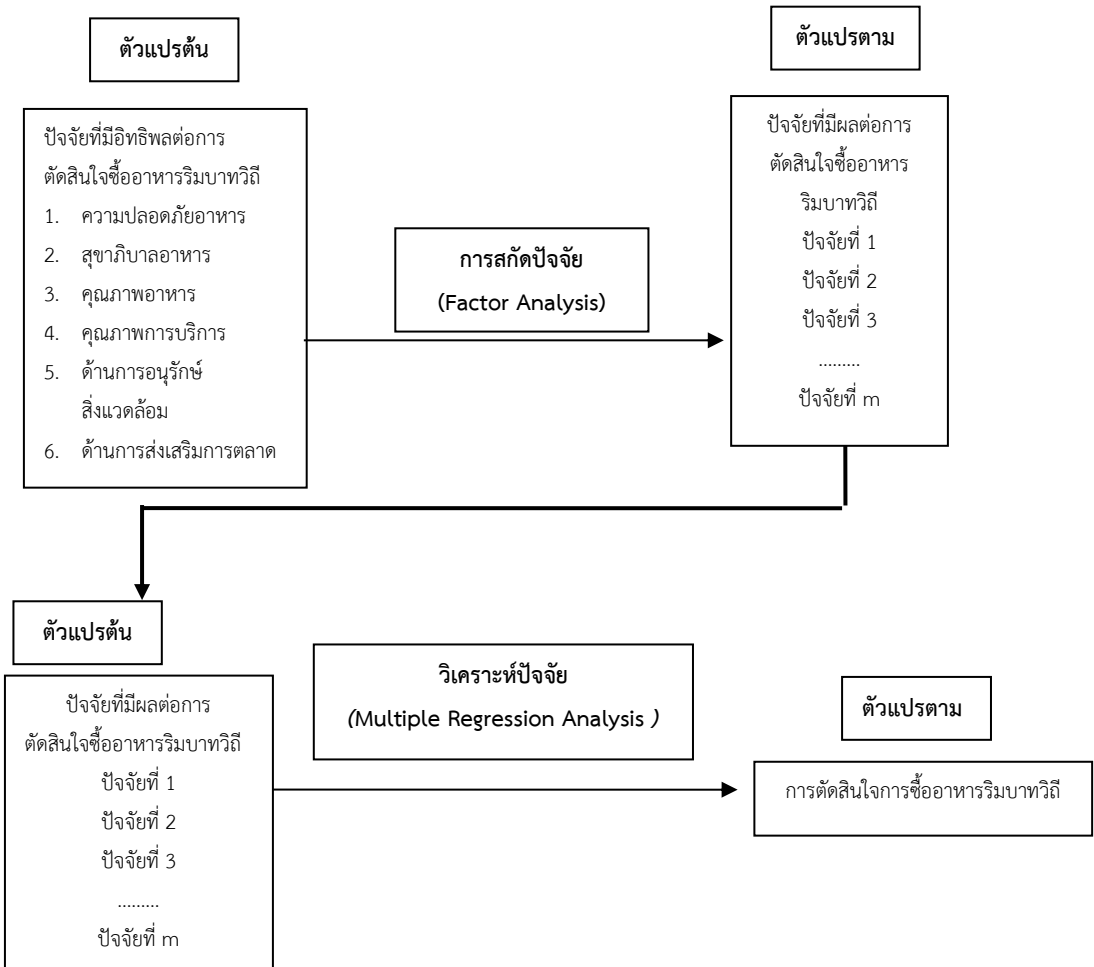 ตัวแปรต้น
ตัวแปรตาม
ปัจจัยที่มีอิทธิพลต่อการ
ตัดสินใจซื้ออาหารริมบาทวิถี
1. ความปลอดภัยอาหาร
2. สุขาภิบาลอาหาร
3. คุณภาพอาหาร
4. คุณภาพการบริการ
5. ด้านการอนุรักษ์
สิ่งแวดล้อม
6. ด้านการส่งเสริมการตลาด
การสกัดปัจจัย
(Factor Analysis)
ปัจจัยที่มีผลต่อการ
ตัดสินใจซื้ออาหาร
ริมบาทวิถี
ปัจจัยที่ 1
ปัจจัยที่ 2
ปัจจัยที่ 3
.........
ปัจจัยที่ m
ตัวแปรต้น
ปัจจัยที่มีผลต่อการ
ตัดสินใจซื้ออาหารริมบาทวิถี
ปัจจัยที่ 1
ปัจจัยที่ 2
ปัจจัยที่ 3
.........
ปัจจัยที่ m
วิเคราะห์ปัจจัย
(Multiple Regression Analysis )
ตัวแปรตาม
การตัดสินใจการซื้ออาหารริมบาทวิถี